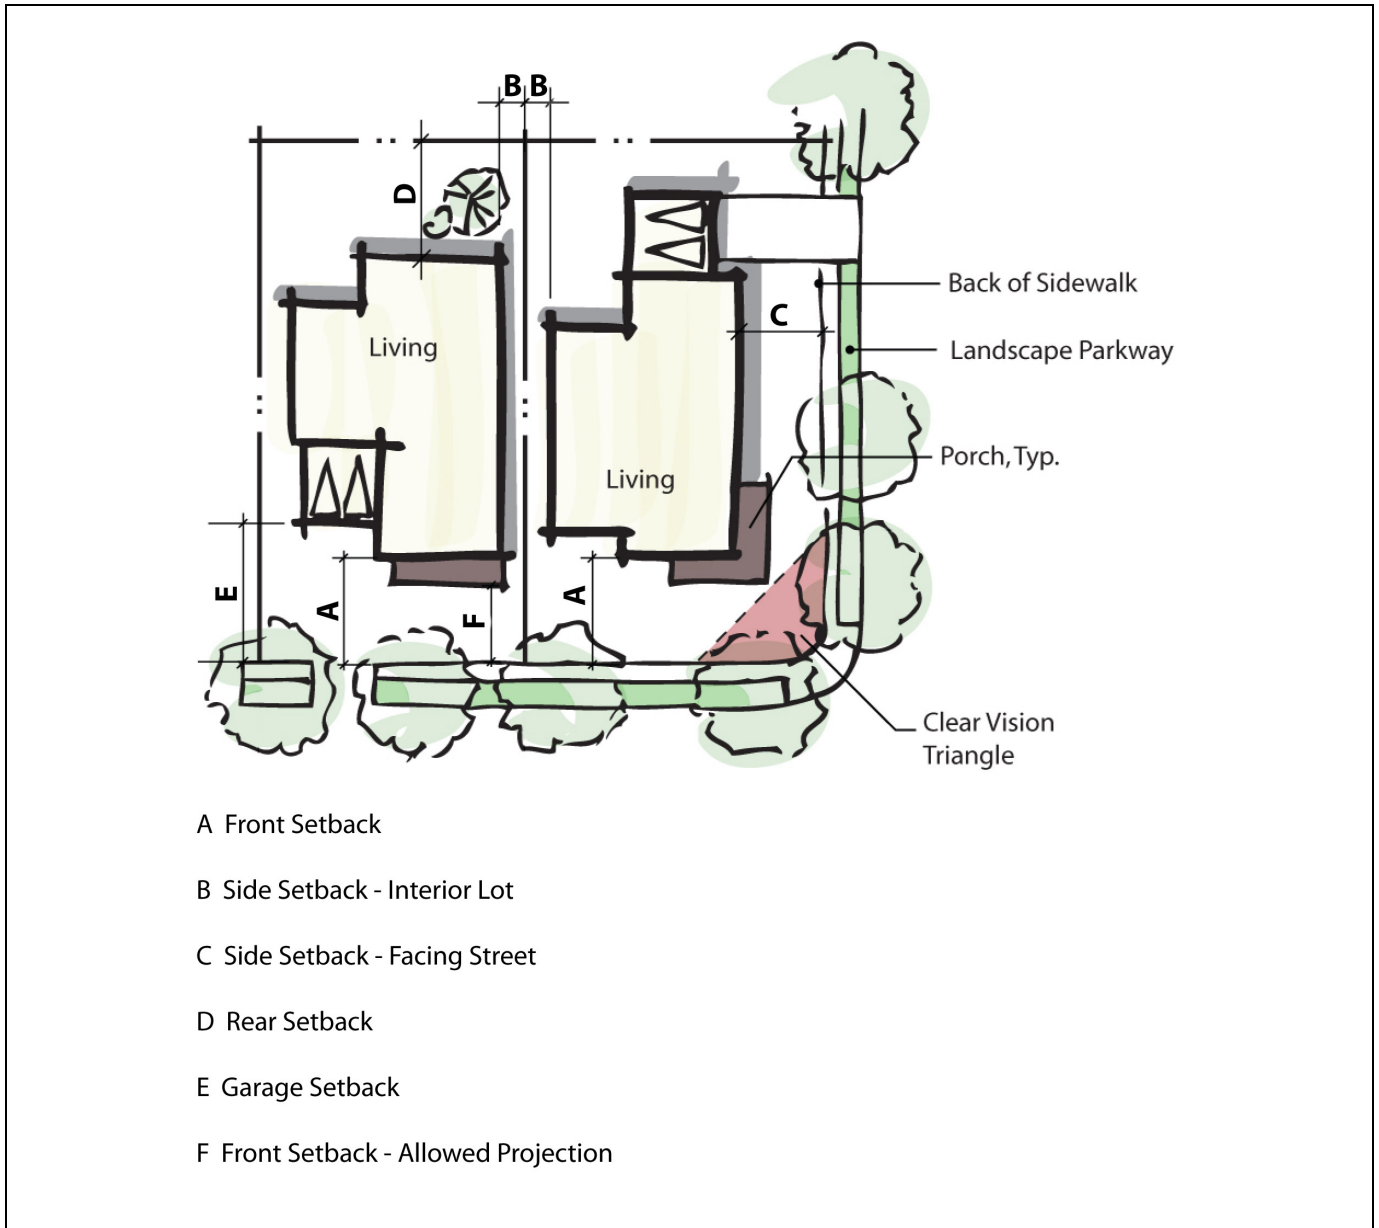 B B
D
Back of Sidewalk
C
Living
Landscape Parkway
Porch, Typ.
Living
E
A
F
A
Clear Vision
Triangle
A Front Setback
B Side Setback - Interior Lot
C Side Setback - Facing Street
D Rear Setback
E Garage Setback
F Front Setback - Allowed Projection